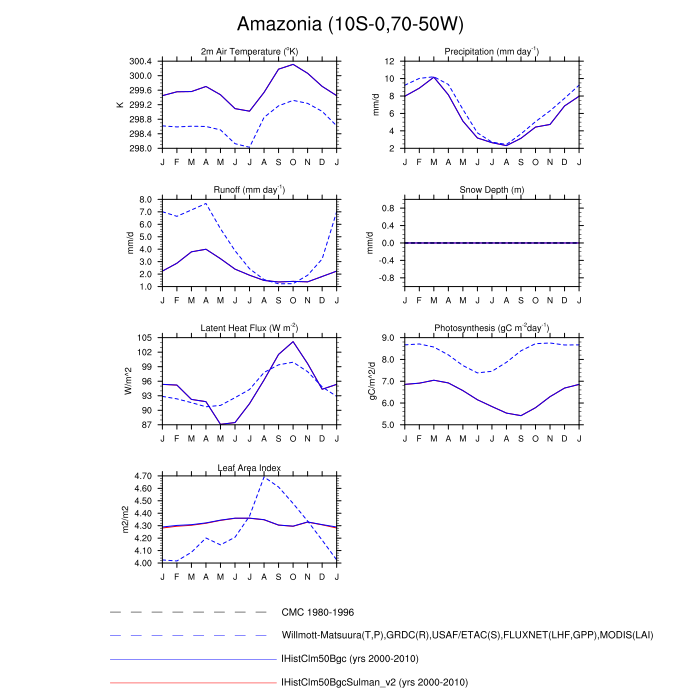 Amazonia (10S-0,70-50W)
2m Air Temperature (°K)
K
300.4
300.0
299.6
299.2
298.8
298.4
298.0
J F M A M J J A S O N D J
Precipitation (mm day-1)
mm/d
12
10
8
6
4
2
J F M A M J J A S O N D J
Runoff (mm day-1)
mm/d
8.0
7.0
6.0
5.0
4.0
3.0
2.0
1.0
J F M A M J J A S O N D J
Snow Depth (m)
mm/d
0.8
0.4
0.0
-0.4
-0.8
J F M A M J J A S O N D J
Latent Heat Flux (W m-2)
W/m^2
105
102
99
96
93
90
87
J F M A M J J A S O N D J
Photosynthesis (gC m-2day-1)
gC/m^2/d
9.0
8.0
7.0
6.0
5.0
J F M A M J J A S O N D J
Leaf Area Index
m2/m2
4.70
4.60
4.50
4.40
4.30
4.20
4.10
4.00
J F M A M J J A S O N D J
CMC 1980-1996
Willmott-Matsuura(T,P),GRDC(R),USAF/ETAC(S),FLUXNET(LHF,GPP),MODIS(LAI)
IHistClm50Bgc (yrs 2000-2010)
IHistClm50BgcSulman_v2 (yrs 2000-2010)